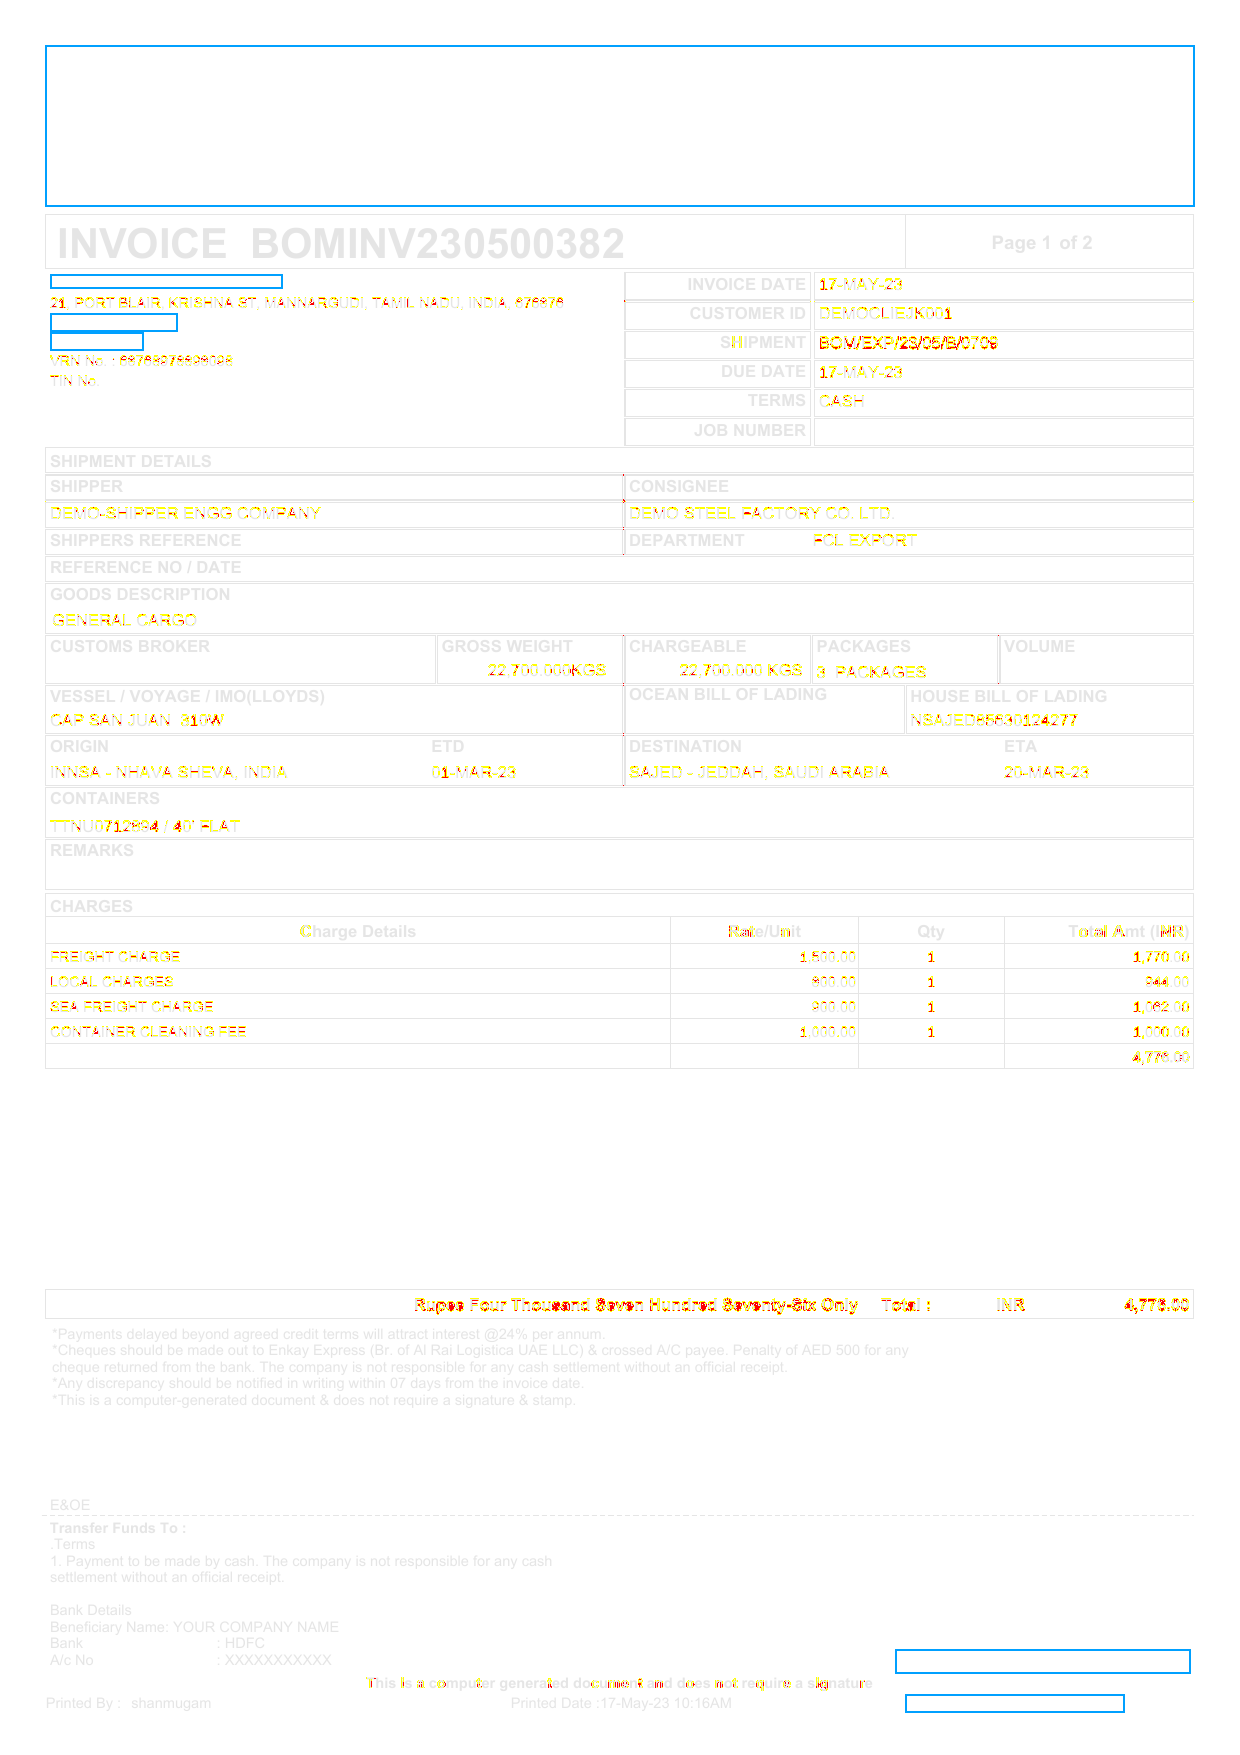 INVOICE BOMINV230500382
Page 1 of 2
21, PORT BLAIR, KRISHNA ST, MANNARGUDI, TAMIL NADU, INDIA, 676876
VRN No. :
TIN No.
INVOICE DATE 17-MAY-23
CUSTOMER ID DEMOCLIEJK001
SHIPMENT BOM/EXP/23/05/B/0709
DUE DATE 17-MAY-23
TERMS CASH
JOB NUMBER
SHIPMENT DETAILS
SHIPPER CONSIGNEE
DEMO-SHIPPER ENGG COMPANY DEMO STEEL FACTORY CO. LTD.
SHIPPERS REFERENCE DEPARTMENT FCL EXPORT
REFERENCE NO / DATE
GOODS DESCRIPTION
GENERAL CARGO
CUSTOMS BROKER GROSS WEIGHT CHARGEABLE PACKAGES VOLUME
22,700.000KGS 22,700.000 KGS 3 PACKAGES
VESSEL / VOYAGE / IMO(LLOYDS) OCEAN BILL OF LADING HOUSE BILL OF LADING
CAP SAN JUAN 310W
ORIGIN ETD DESTINATION ETA
INNSA - NHAVA SHEVA, INDIA 01-MAR-23 SAJED - JEDDAH, SAUDI ARABIA 20-MAR-23
CONTAINERS
/ 40' FLAT
REMARKS
CHARGES
Charge Details Rate/Unit Qty Total Amt (INR)
FREIGHT CHARGE 1,500.00 1 1,770.00
LOCAL CHARGES 800.00 1 944.00
SEA FREIGHT CHARGE 900.00 1 1,062.00
CONTAINER CLEANING FEE 1,000.00 1 1,000.00
4,776.00
Rupee Four Thousand Seven Hundred Seventy-Six Only Total : INR 4,776.00
*Payments delayed beyond agreed credit terms will attract interest @24% per annum.
*Cheques should be made out to Enkay Express (Br. of Al Rai Logistica UAE LLC) & crossed A/C payee. Penalty of AED 500 for any
cheque returned from the bank. The company is not responsible for any cash settlement without an official receipt.
*Any discrepancy should be notified in writing within 07 days from the invoice date.
*This is a computer-generated document & does not require a signature & stamp.
E&OE
Transfer Funds To :
.Terms
1. Payment to be made by cash. The company is not responsible for any cash
settlement without an official receipt.
Bank Details
Beneficiary Name: YOUR COMPANY NAME
Bank : HDFC
A/c No : XXXXXXXXXXX
This is a computer generated document and does not require a signature
Printed By : shanmugam Printed Date :17-May-23 10:16AM